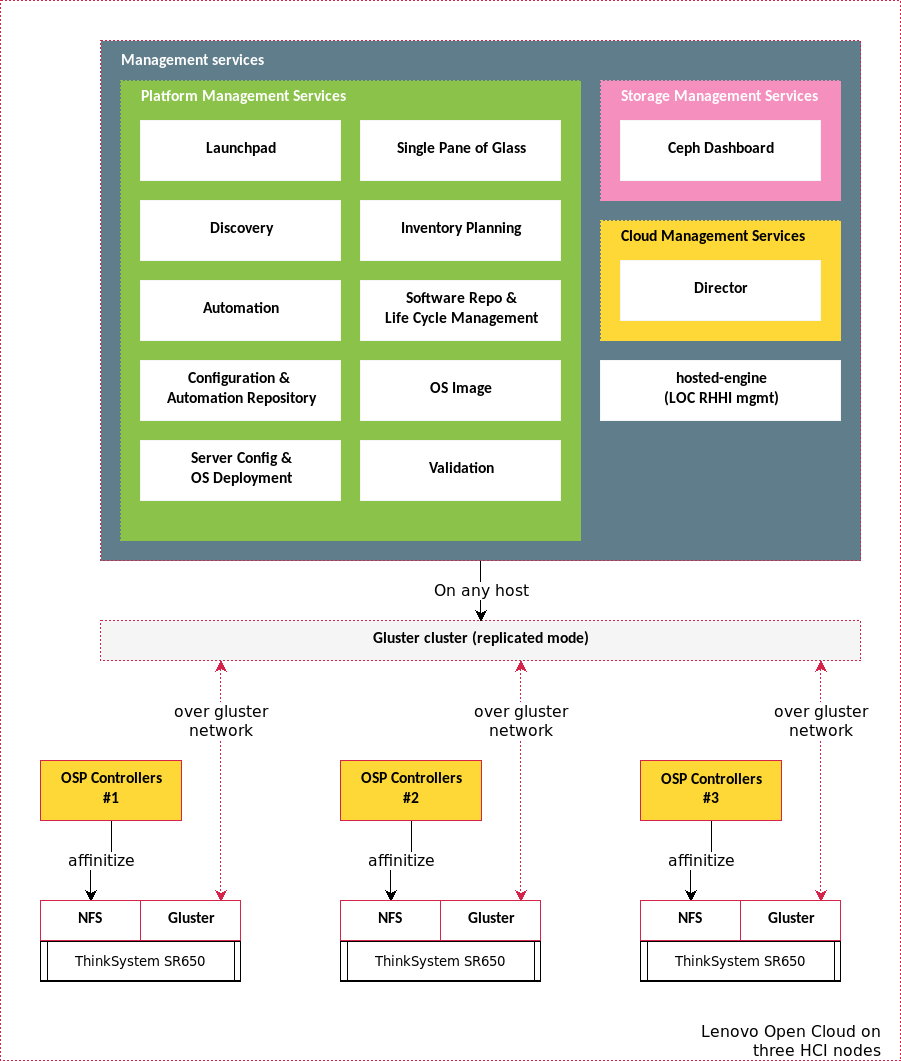 Management services
Platform Management Services
Storage Management Services
Launchpad
Single Pane of Glass
Ceph Dashboard
Discovery
Inventory Planning
Cloud Management Services
Director
Automation
Software Repo &
Life Cycle Management
Configuration &
Automation Repository
OS Image
hosted-engine
(LOC RHHI mgmt)
Server Config &
OS Deployment
Validation
On any host
Gluster cluster (replicated mode)
over gluster
network
over gluster
network
over gluster
network
OSP Controllers
#1
OSP Controllers
#2
OSP Controllers
#3
affinitize
affinitize
affinitize
NFS
Gluster
NFS
Gluster
NFS
Gluster
ThinkSystem SR650
ThinkSystem SR650
ThinkSystem SR650
Lenovo Open Cloud on
three HCI nodes